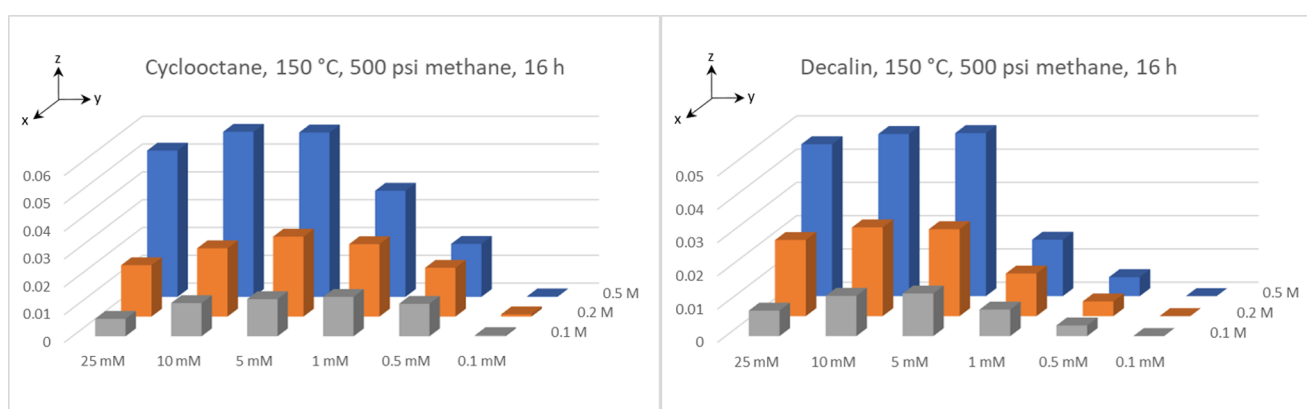 Cyclooctane, 150 °C, 500 psi methane, 16 h
z
y
x
0.06
0.05
0.04
0.03
0.02
0.01
0
0.5 M
0.2 M
0.1 M
25 mM 10 mM 5 mM 1 mM 0.5 mM 0.1 mM
Decalin, 150 °C, 500 psi methane, 16 h
z
y
x
0.05
0.04
0.03
0.02
0.01
0
0.5 M
0.2 M
0.1 M
25 mM 10 mM 5 mM 1 mM 0.5 mM 0.1 mM